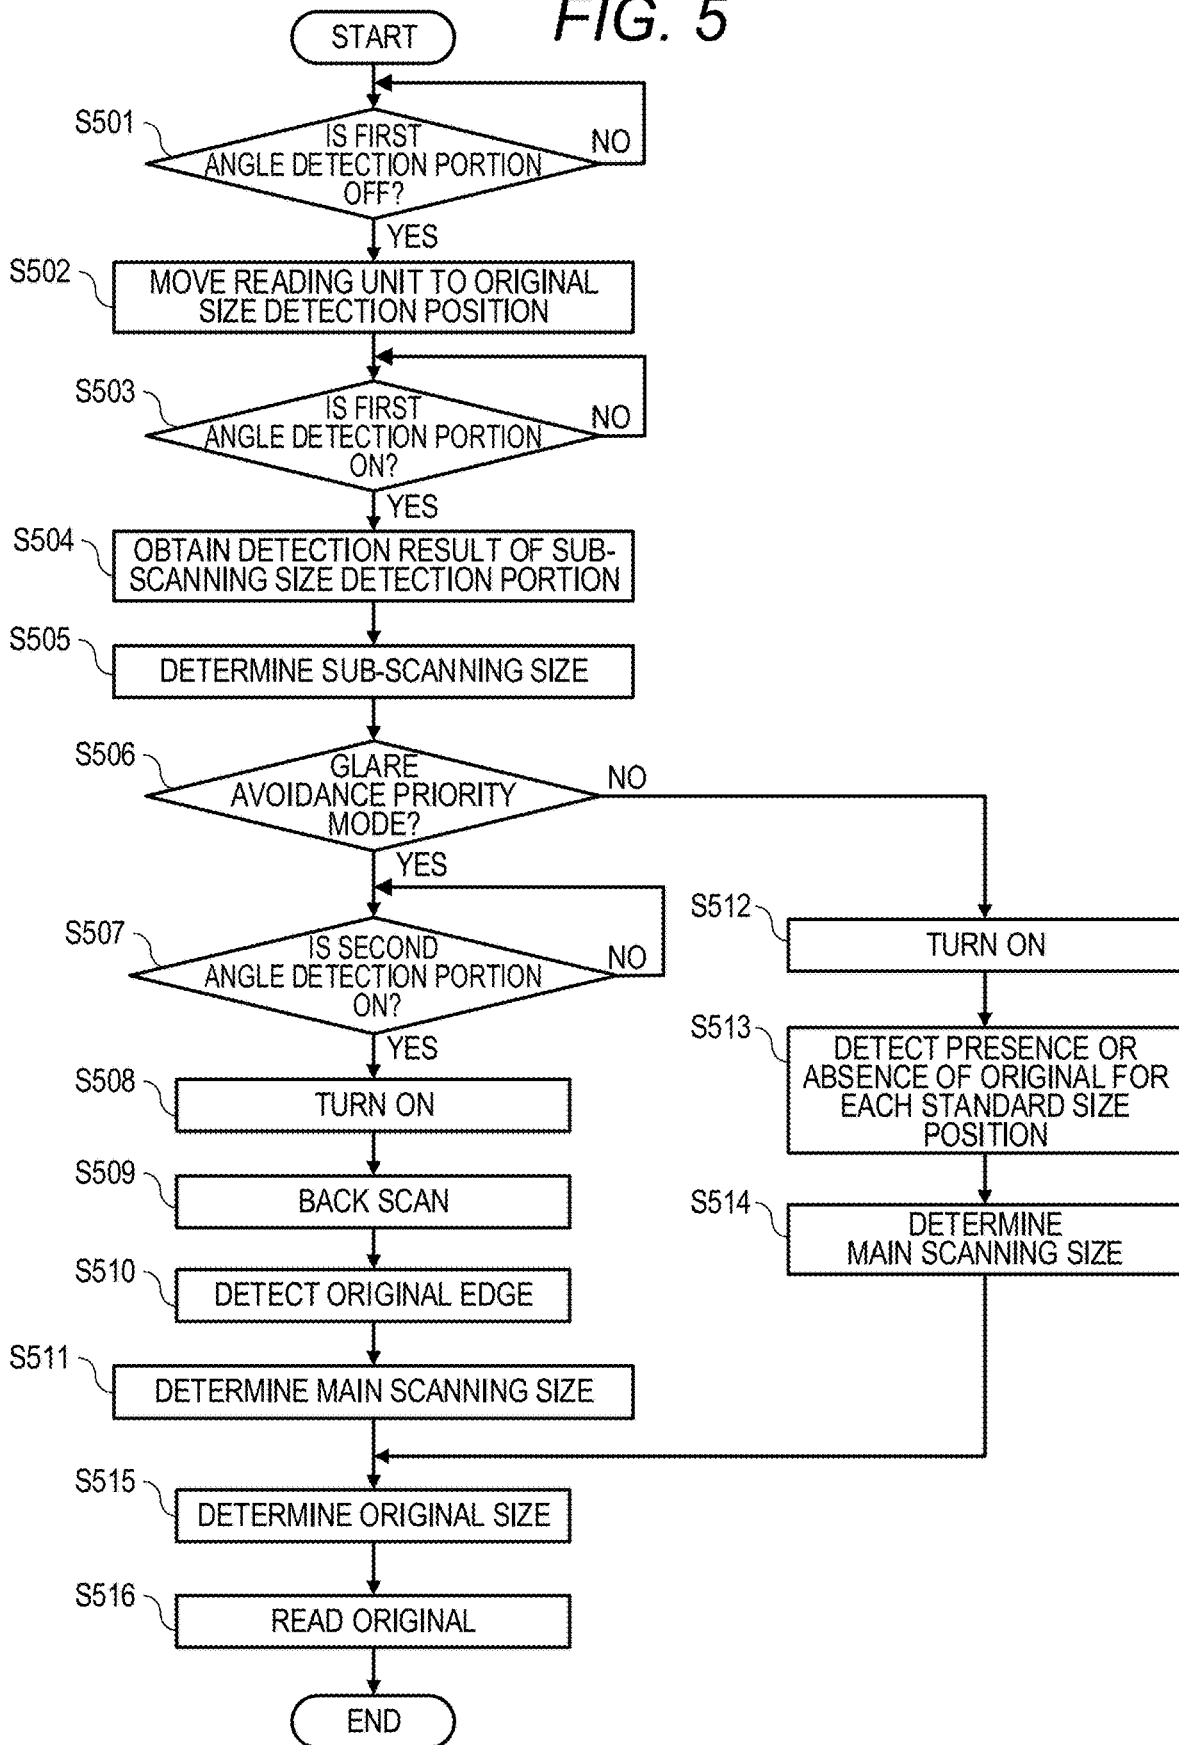 FIG. 5
START
S501
IS FIRST
ANGLE DETECTION PORTION
OFF?
NO
YES
S502
MOVE READING UNIT TO ORIGINAL
SIZE DETECTION POSITION
S503
IS FIRST
ANGLE DETECTION PORTION
ON?
NO
YES
S504
OBTAIN DETECTION RESULT OF SUB-
SCANNING SIZE DETECTION PORTION
S505
DETERMINE SUB-SCANNING SIZE
S506
GLARE
AVOIDANCE PRIORITY
MODE?
NO
YES
S507
IS SECOND
ANGLE DETECTION PORTION
ON?
NO
YES
S508
TURN ON
S509
BACK SCAN
S510
DETECT ORIGINAL EDGE
S511
DETERMINE MAIN SCANNING SIZE
S512
TURN ON
S513
DETECT PRESENCE OR
ABSENCE OF ORIGINAL FOR
EACH STANDARD SIZE
POSITION
S514
DETERMINE
MAIN SCANNING SIZE
S515
DETERMINE ORIGINAL SIZE
S516
READ ORIGINAL
END